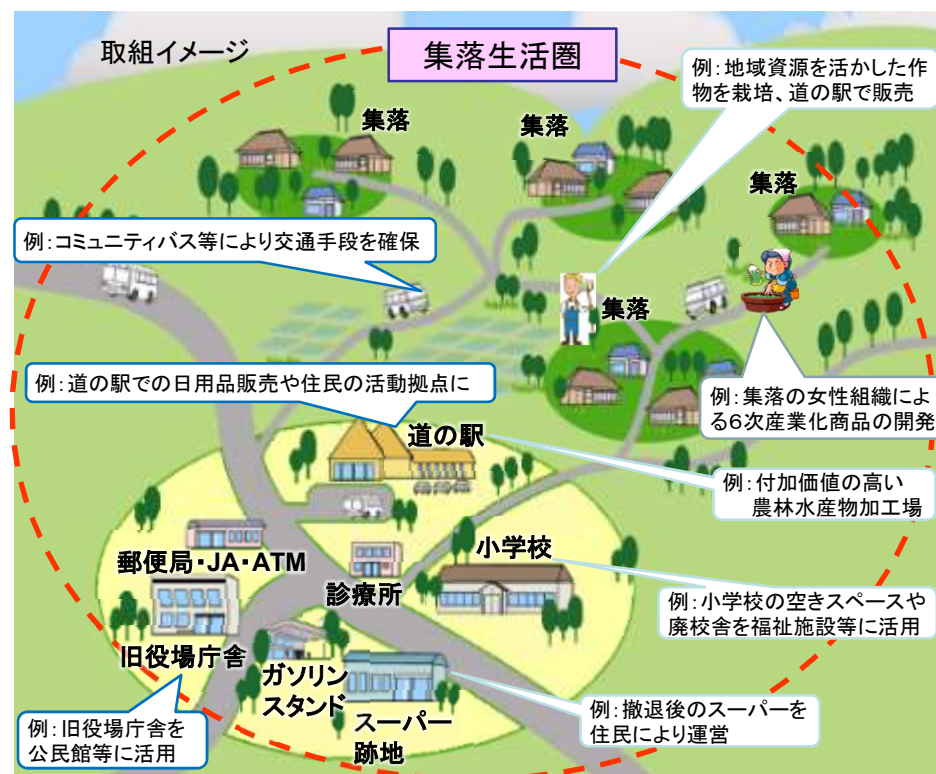 取組イメージ
集落生活圏
例：地域資源を活かした作
物を栽培、道の駅で販売
集落
集落
集落
例：コミュニティバス等により交通手段を確保
集落
例：道の駅での日用品販売や住民の活動拠点に
例：集落の女性組織によ
る６次産業化商品の開発
道の駅
例：付加価値の高い
農林水産物加工場
小学校
郵便局・JA・ATM
診療所
例：小学校の空きスペースや
廃校舎を福祉施設等に活用
旧役場庁舎
ガソリン
スタンド
スーパー
跡地
例：撤退後のスーパーを
住民により運営
例：旧役場庁舎を
公民館等に活用